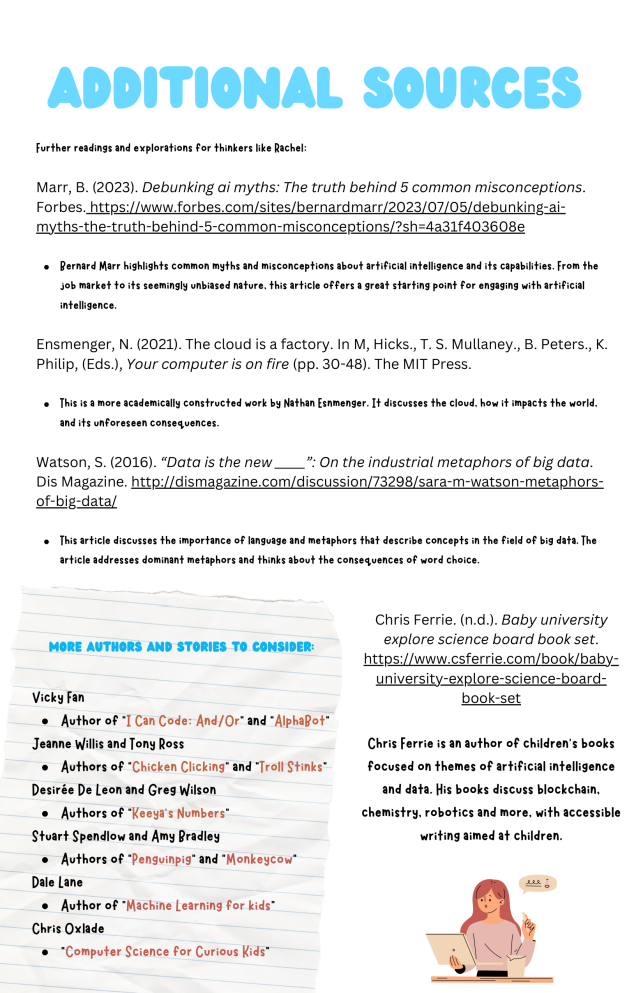 ADDITIONAL SOURCES
Further readings and explorations for thinkers like Rachel:
Marr, B. (2023). Debunking ai myths: The truth behind 5 common misconceptions.
Forbes. https://www.forbes.com/sites/bernardmarr/2023/07/05/debunking-ai-
myths-the-truth-behind-5-common-misconceptions/?sh=4a31f403608e
• Bernard Marr highlights common myths and misconceptions about artificial intelligence and its capabilities. From the
job market to its seemingly unbiased nature, this article offers a great starting point for engaging with artificial
intelligence.
Ensmenger, N. (2021). The cloud is a factory. In M, Hicks., T. S. Mullaney., B. Peters., K.
Philip, (Eds.), Your computer is on fire (pp. 30-48). The MIT Press.
• This is a more academically constructed work by Nathan Esnmenger. It discusses the cloud, how it impacts the world,
and its unforeseen consequences.
Watson, S. (2016). “Data is the new ____”: On the industrial metaphors of big data.
Dis Magazine. http://dismagazine.com/discussion/73298/sara-m-watson-metaphors-
of-big-data/
• This article discusses the importance of language and metaphors that describe concepts in the field of big data. The
article addresses dominant metaphors and thinks about the consequences of word choice.
MORE AUTHORS AND STORIES TO CONSIDER:
Vicky Fan
• Author of "I Can Code: And/Or" and "AlphaBot"
Jeanne Willis and Tony Ross
• Authors of "Chicken Clicking" and "Troll Stinks"
Desirée De Leon and Greg Wilson
• Authors of "Keeya's Numbers"
Stuart Spendlow and Amy Bradley
• Authors of "Penguinpig" and "Monkeycow"
Dale Lane
• Author of "Machine Learning for kids"
Chris Oxlade
• "Computer Science for Curious Kids"
Chris Ferrie. (n.d.). Baby university
explore science board book set.
https://www.csferrie.com/book/baby-
university-explore-science-board-
book-set
Chris Ferrie is an author of children's books
focused on themes of artificial intelligence
and data. His books discuss blockchain,
chemistry, robotics and more, with accessible
writing aimed at children.